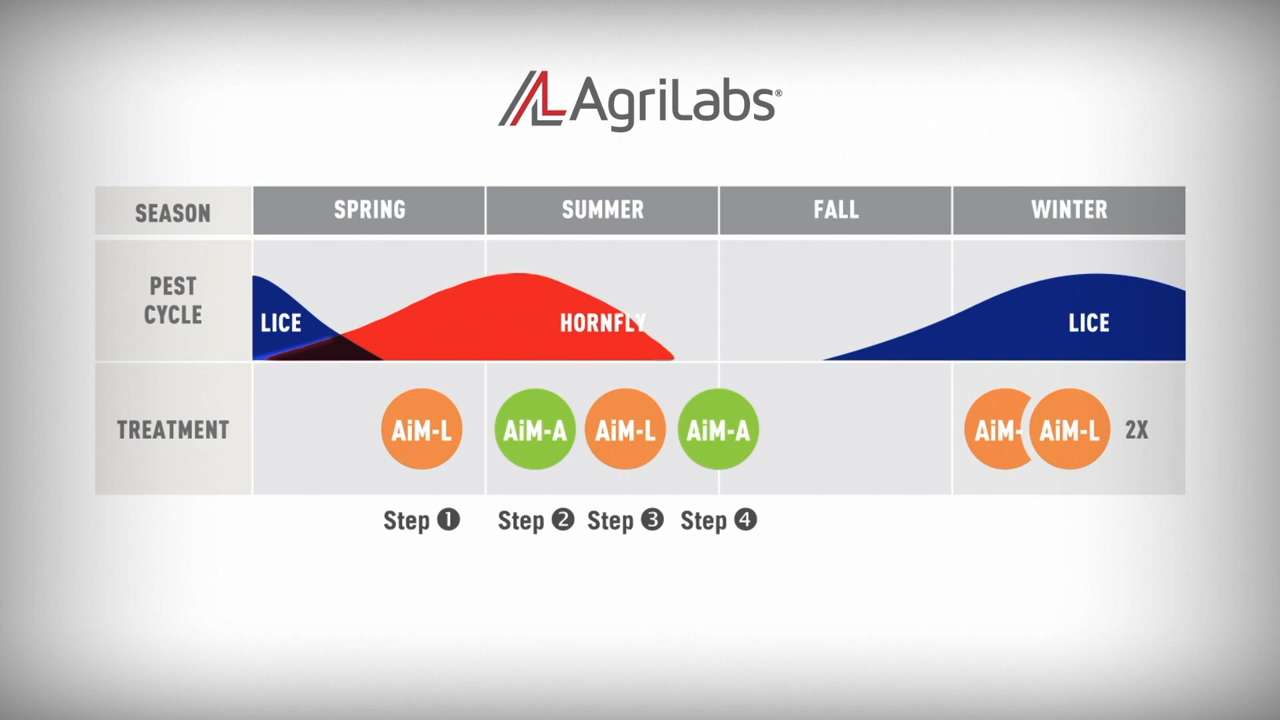 AgriLabs®
SEASON SPRING SUMMER FALL WINTER
PEST
CYCLE
LICE HORNFLY LICE
TREATMENT AiM-L AiM-A AiM-L AiM-A AiM- AiM-L 2X
Step 1 Step 2 Step 3 Step 4